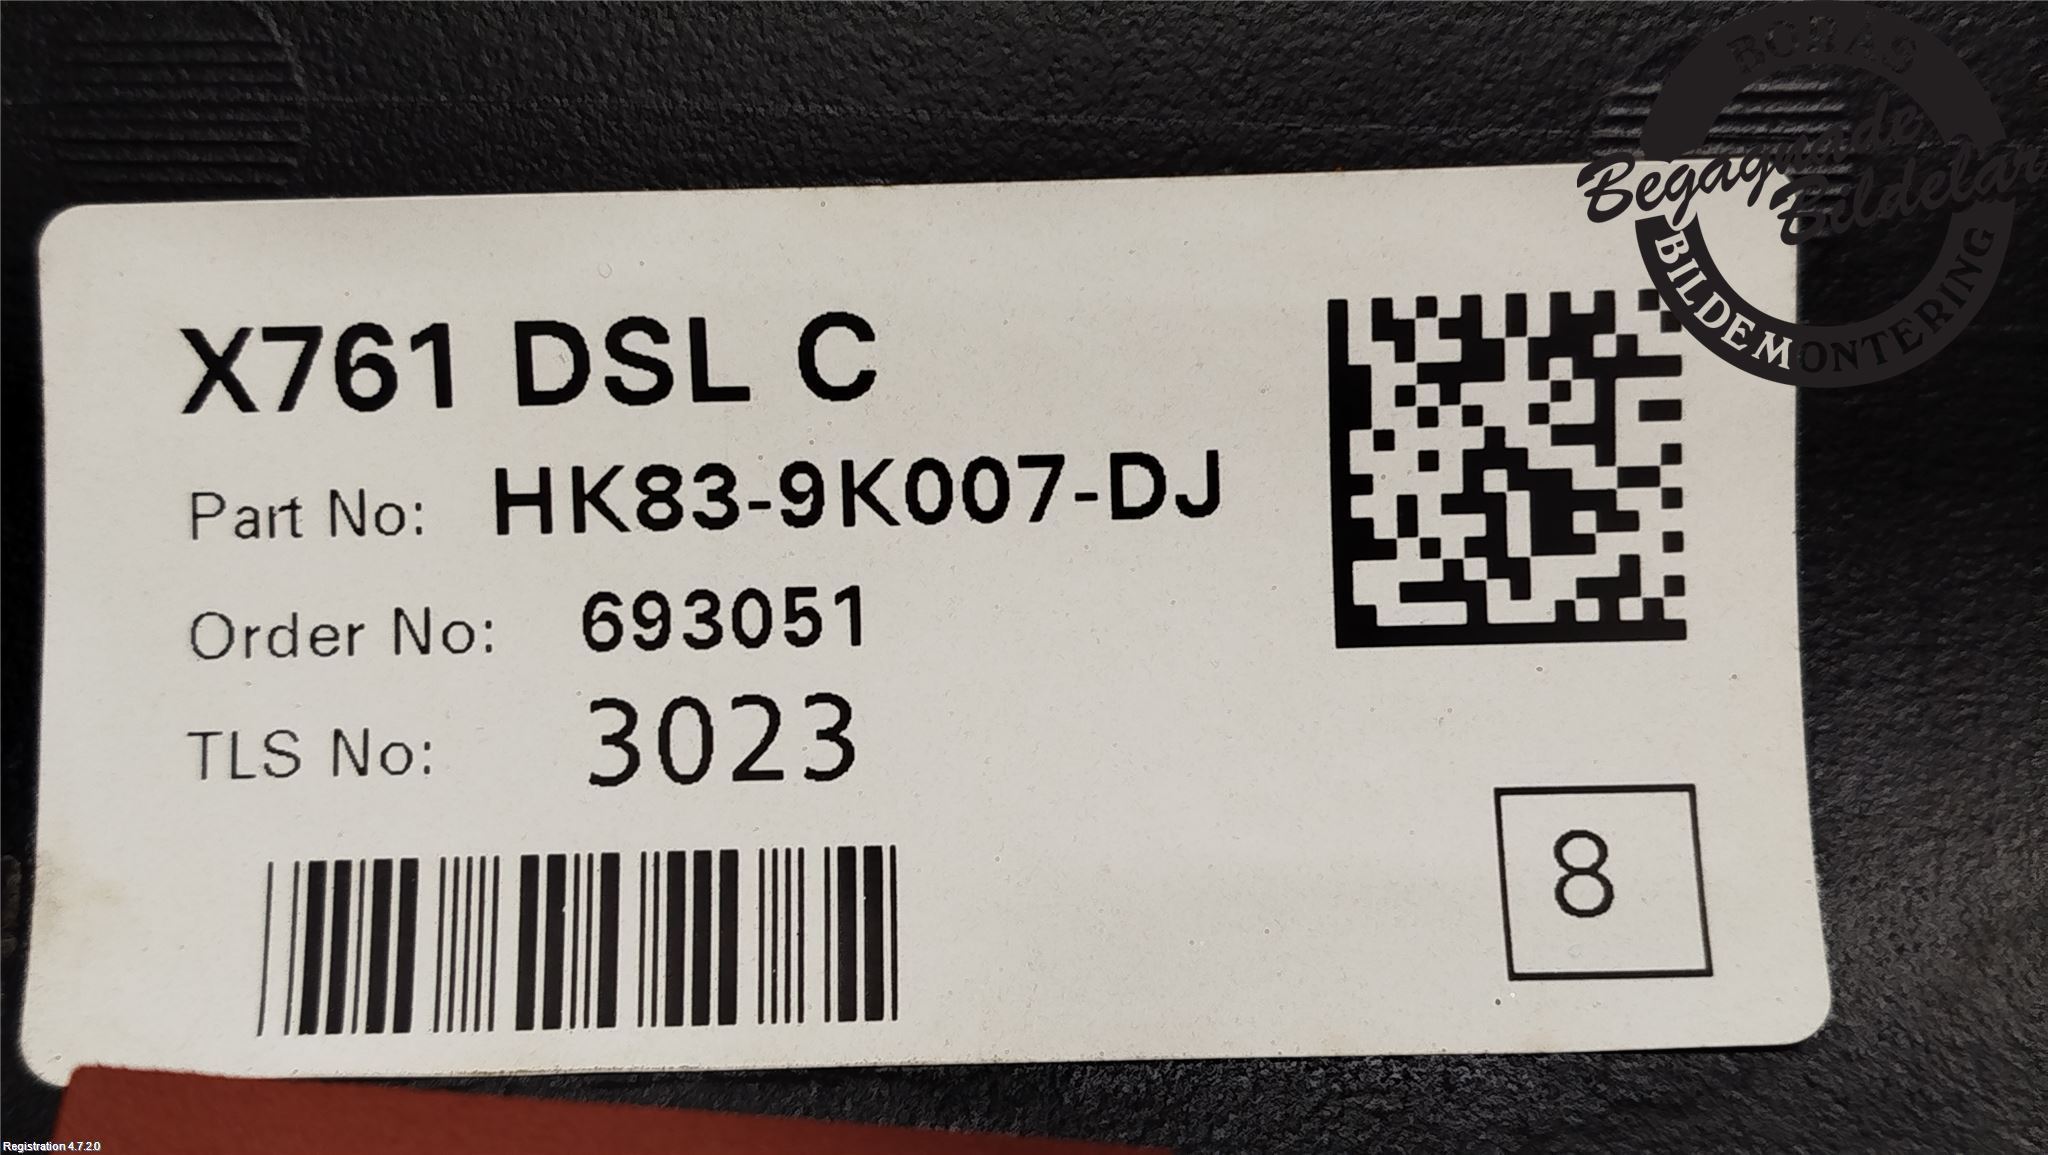 BORÅS
Begagnade
Bildelar
BILDEMONTERING
X761 DSL C
Part No: HK83-9K007-DJ
Order No: 693051
TLS No: 3023
8
Registration 4.7.2.0